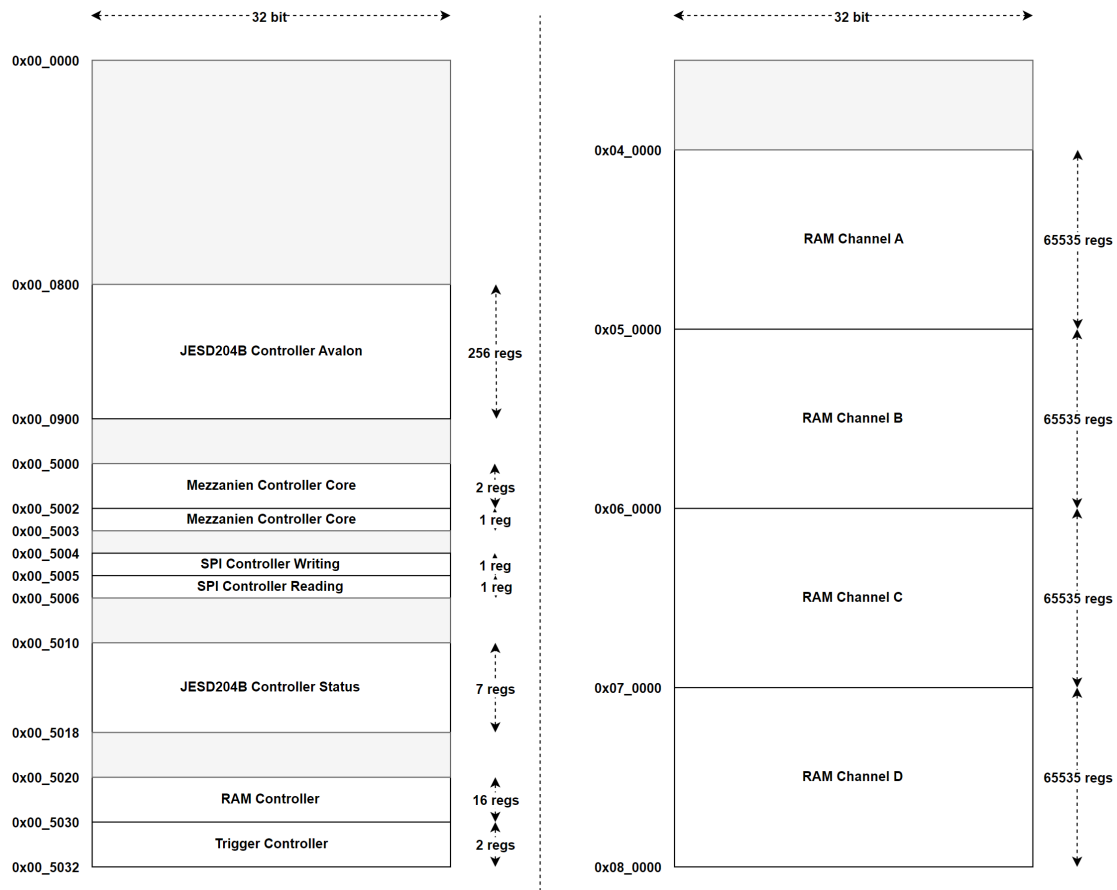 32 bit
0x00_0000
0x00_0800
JESD204B Controller Avalon
256 regs
0x00_0900
0x00_5000
Mezzanien Controller Core
2 regs
0x00_5002
Mezzanien Controller Core
1 reg
0x00_5003
0x00_5004
SPI Controller Writing
1 reg
0x00_5005
SPI Controller Reading
1 reg
0x00_5006
0x00_5010
JESD204B Controller Status
7 regs
0x00_5018
0x00_5020
RAM Controller
16 regs
0x00_5030
Trigger Controller
2 regs
0x00_5032
32 bit
0x04_0000
RAM Channel A
65535 regs
0x05_0000
RAM Channel B
65535 regs
0x06_0000
RAM Channel C
65535 regs
0x07_0000
RAM Channel D
65535 regs
0x08_0000